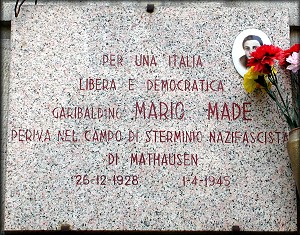 PER UNA ITALIA
LIBERA E DEMOCRATICA
GARIBALDINO MARIO MADE
PERIVA NEL CAMPO DI STERMINIO NAZIFASCISTA
DI MATHAUSEN
26-12-1928 1-4-1945